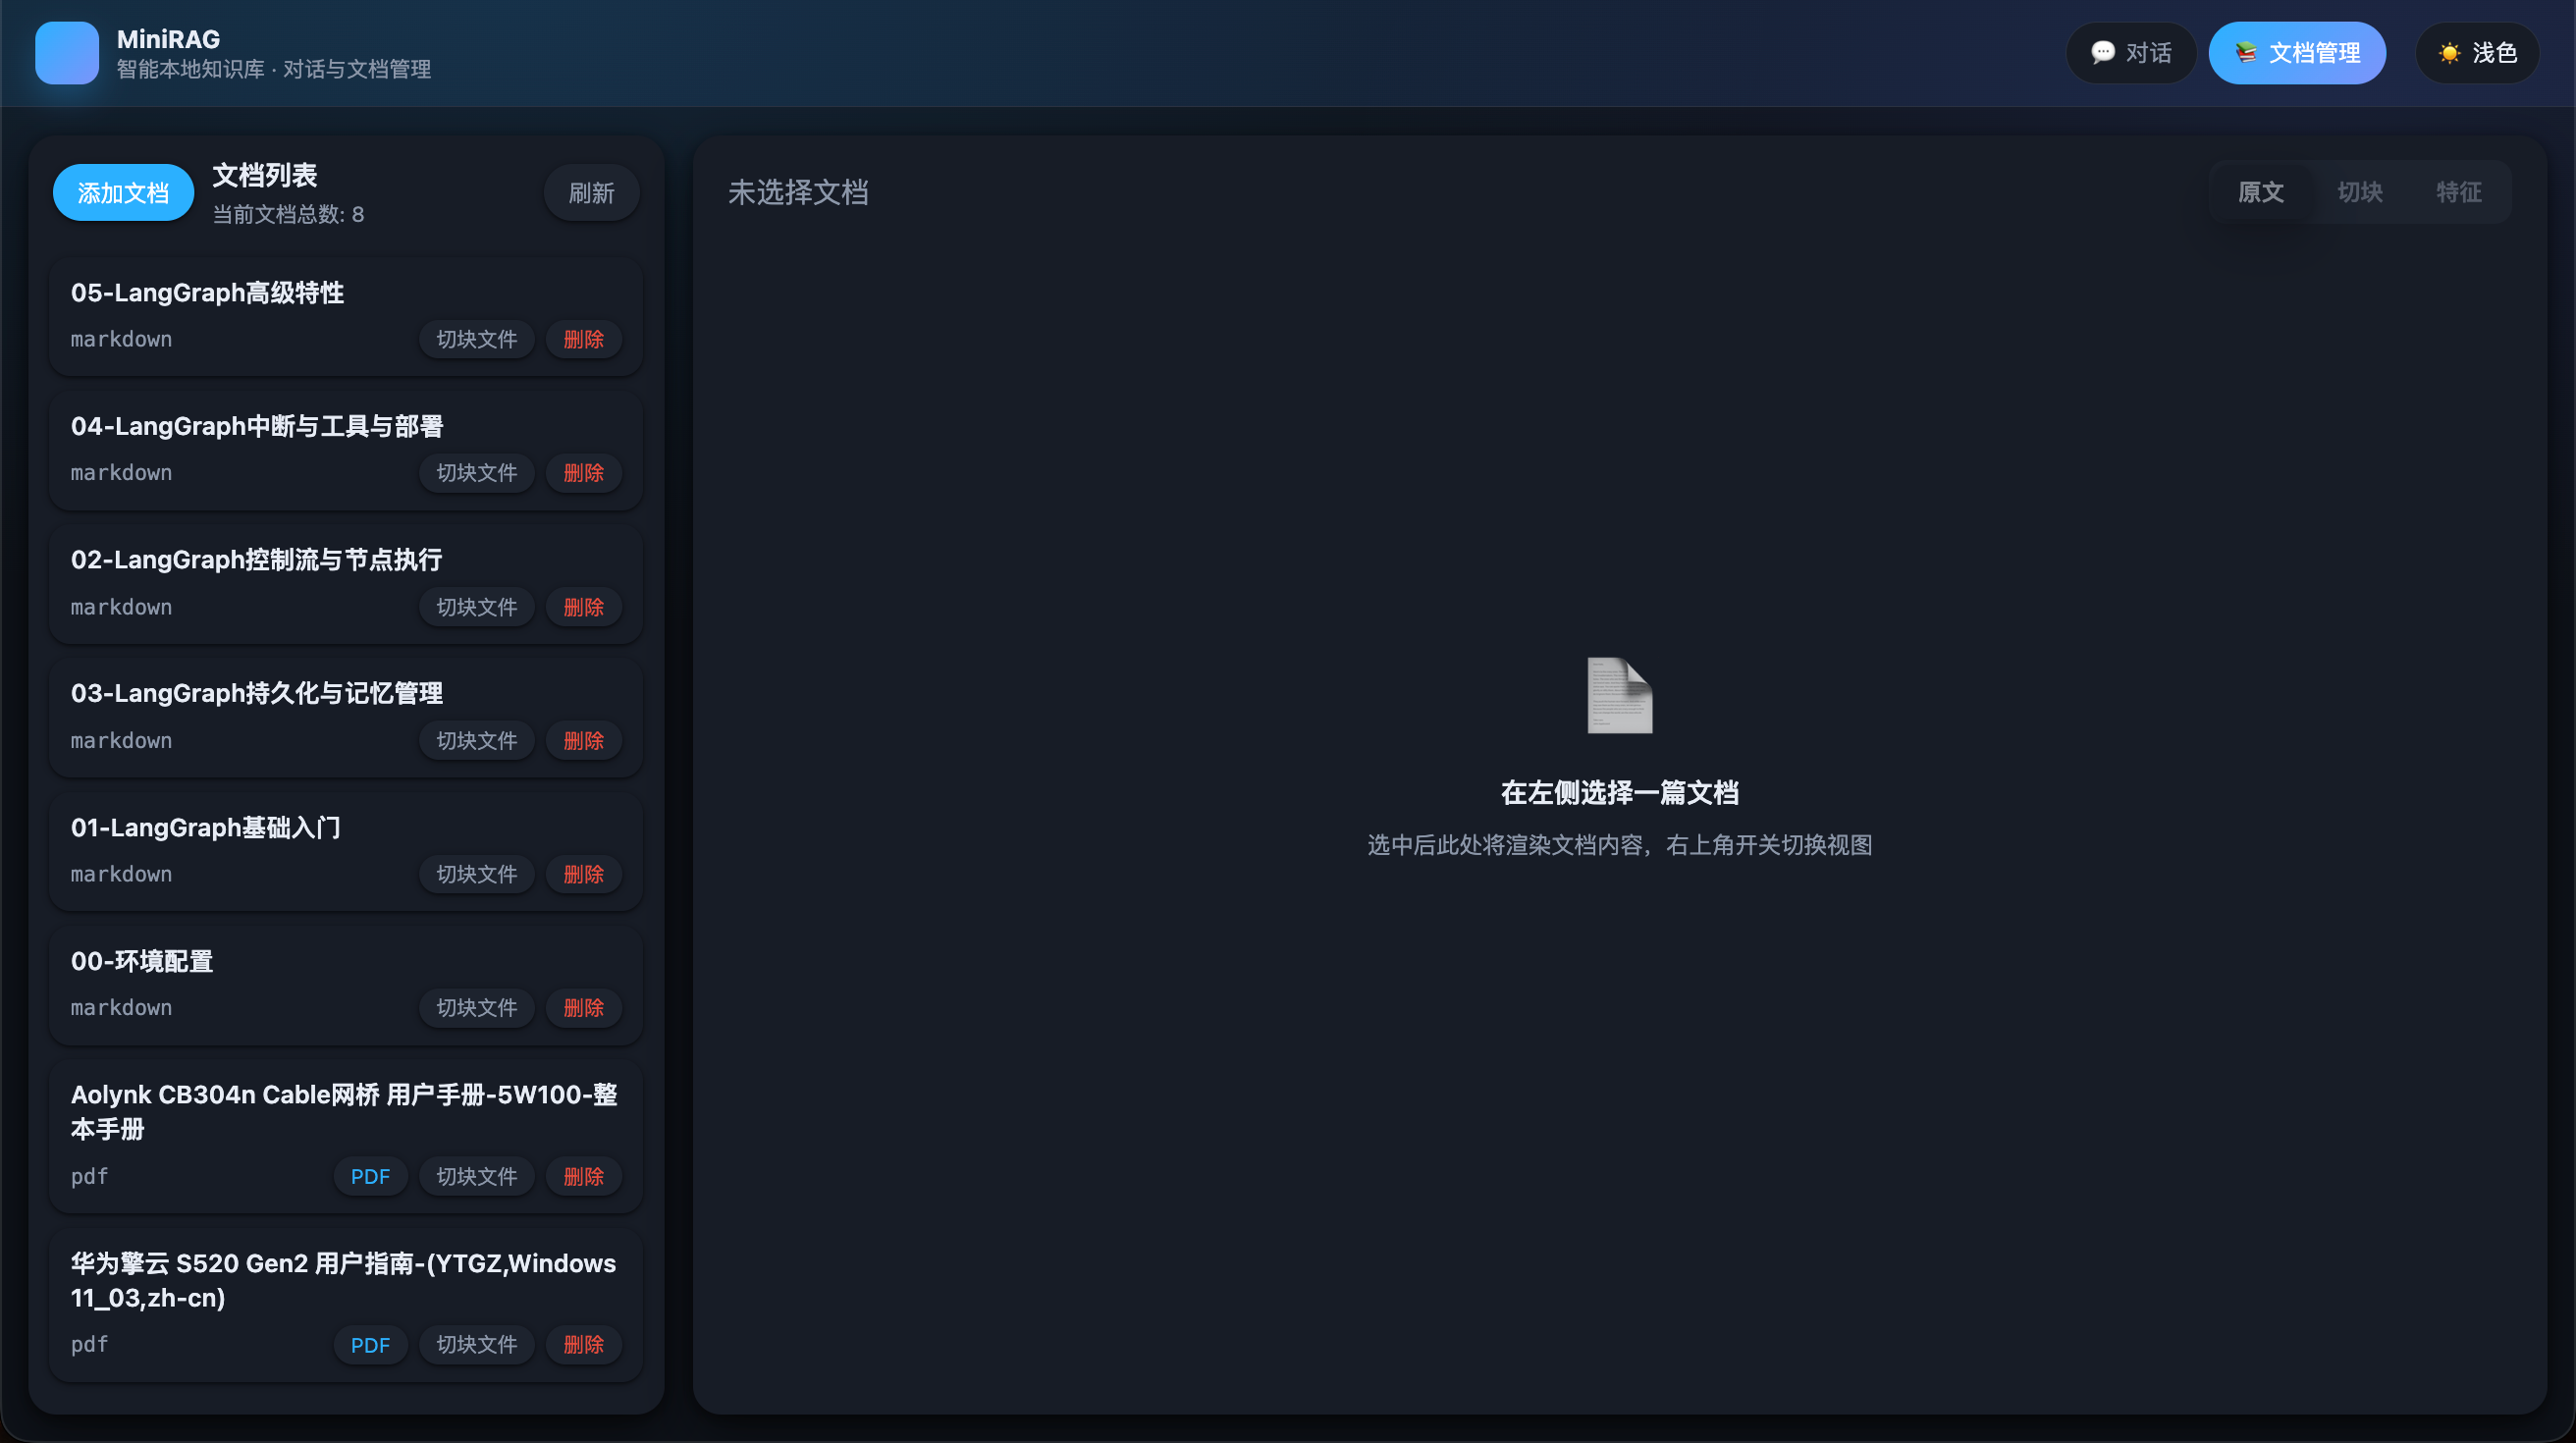 MiniRAG
智能本地知识库 · 对话与文档管理
对话
文档管理
浅色
添加文档
文档列表
当前文档总数: 8
刷新
05-LangGraph高级特性
markdown
切块文件
删除
04-LangGraph中断与工具与部署
markdown
切块文件
删除
02-LangGraph控制流与节点执行
markdown
切块文件
删除
03-LangGraph持久化与记忆管理
markdown
切块文件
删除
01-LangGraph基础入门
markdown
切块文件
删除
00-环境配置
markdown
切块文件
删除
Aolynk CB304n Cable网桥 用户手册-5W100-整
本手册
pdf
PDF
切块文件
删除
华为擎云 S520 Gen2 用户指南-(YTGZ,Windows
11_03,zh-cn)
pdf
PDF
切块文件
删除
未选择文档
原文
切块
特征
在左侧选择一篇文档
选中后此处将渲染文档内容，右上角开关切换视图